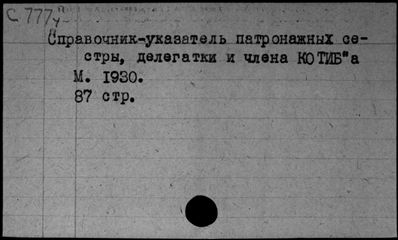 С 777
у
Справочник-указатель патронажных се-
стры, делегатки и члена КОТИБ"а
М. 1930.
87 стр.